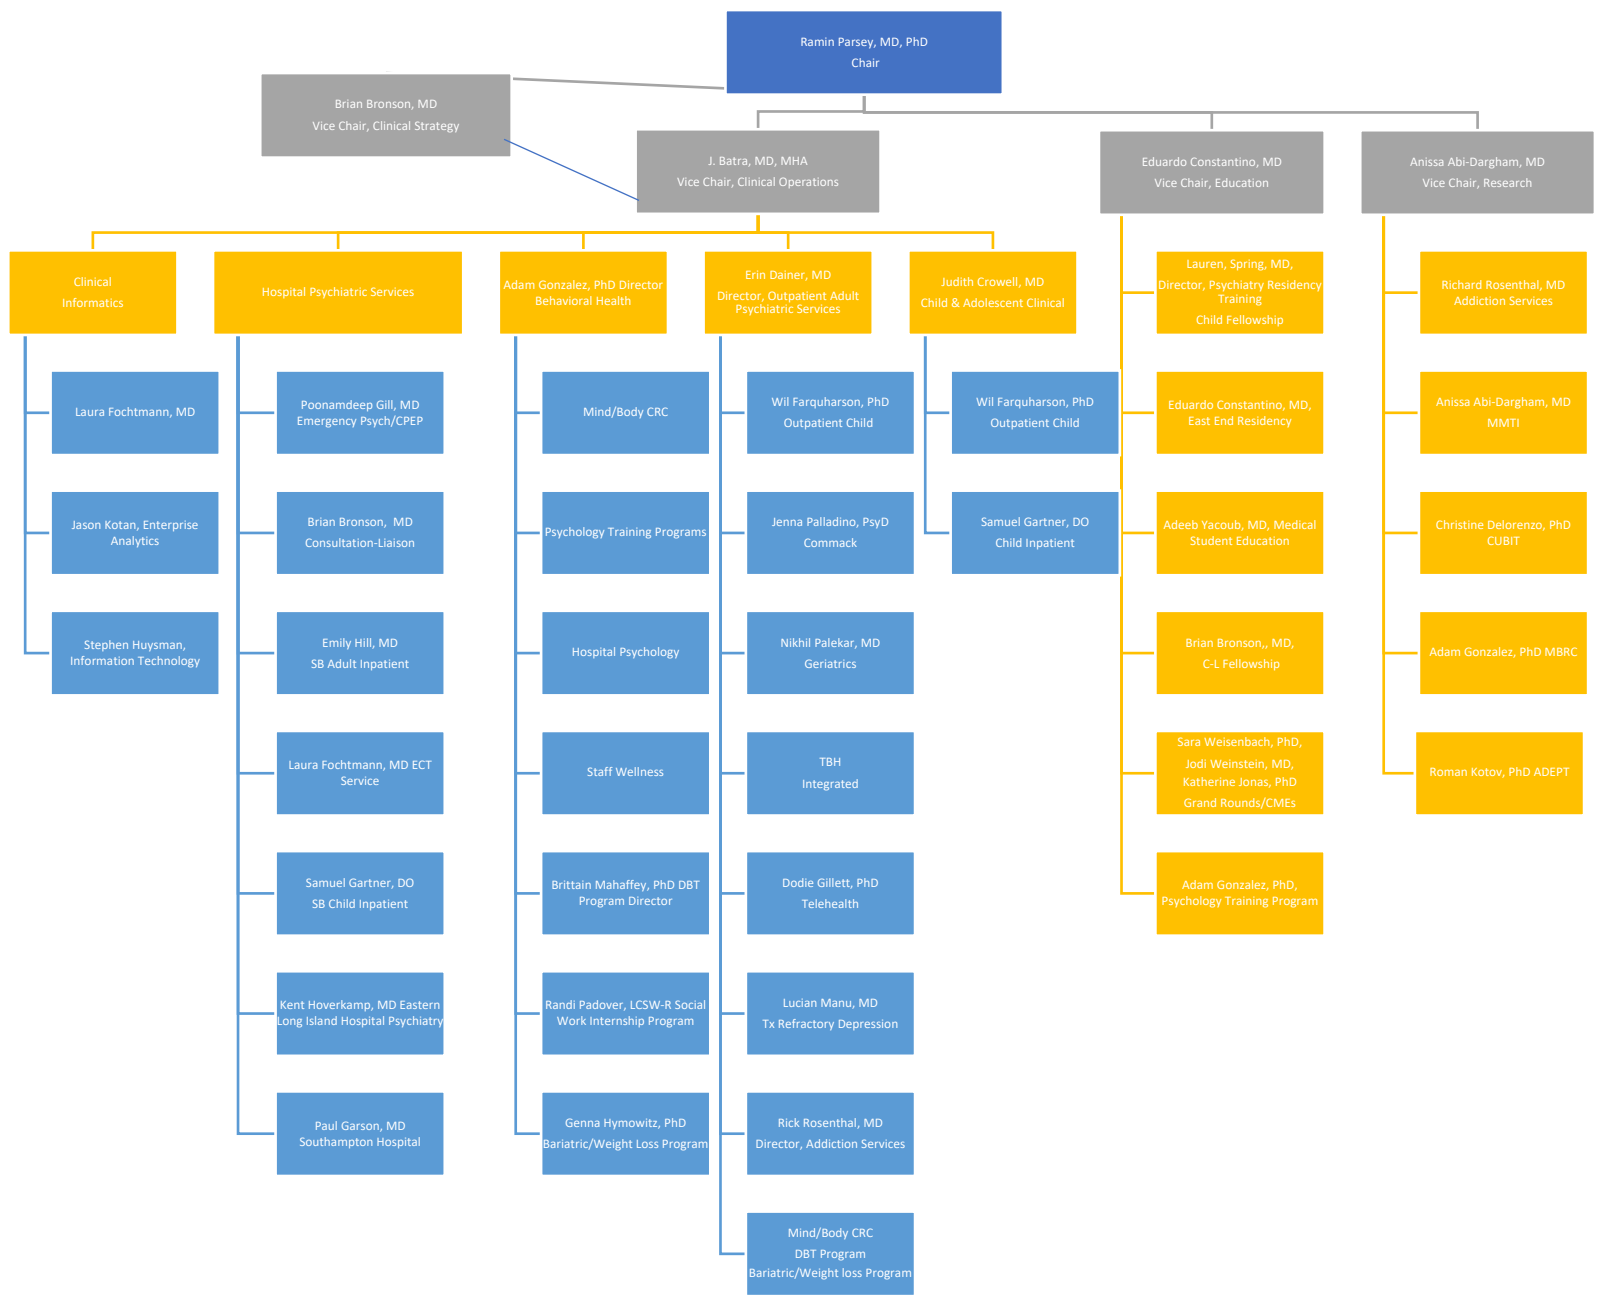 Ramin Parsey, MD, PhD
Chair
Brian Bronson, MD
Vice Chair, Clinical Strategy
J. Batra, MD, MHA
Vice Chair, Clinical Operations
Eduardo Constantino, MD
Vice Chair, Education
Anissa Abi-Dargham, MD
Vice Chair, Research
Clinical
Informatics
Hospital Psychiatric Services
Adam Gonzalez, PhD Director
Behavioral Health
Erin Dainer, MD
Director, Outpatient Adult
Psychiatric Services
Judith Crowell, MD
Child & Adolescent Clinical
Lauren, Spring, MD,
Director, Psychiatry Residency
Training
Child Fellowship
Richard Rosenthal, MD
Addiction Services
Laura Fochtmann, MD
Poonamdeep Gill, MD
Emergency Psych/CPEP
Mind/Body CRC
Wil Farquharson, PhD
Outpatient Child
Wil Farquharson, PhD
Outpatient Child
Eduardo Constantino, MD,
East End Residency
Anissa Abi-Dargham, MD
MMTI
Jason Kotan, Enterprise
Analytics
Brian Bronson,  MD
Consultation-Liaison
Psychology Training Programs
Jenna Palladino, PsyD
Commack
Samuel Gartner, DO
Child Inpatient
Adeeb Yacoub, MD, Medical
Student Education
Christine Delorenzo, PhD
CUBIT
Stephen Huysman,
Information Technology
Emily Hill, MD
SB Adult Inpatient
Hospital Psychology
Nikhil Palekar, MD
Geriatrics
Brian Bronson,, MD,
C-L Fellowship
Adam Gonzalez, PhD MBRC
Laura Fochtmann, MD ECT
Service
Staff Wellness
TBH
Integrated
Sara Weisenbach, PhD,
Jodi Weinstein, MD,
Katherine Jonas, PhD
Grand Rounds/CMEs
Roman Kotov, PhD ADEPT
Samuel Gartner, DO
SB Child Inpatient
Brittain Mahaffey, PhD DBT
Program Director
Dodie Gillett, PhD
Telehealth
Adam Gonzalez, PhD,
Psychology Training Program
Kent Hoverkamp, MD Eastern
Long Island Hospital Psychiatry
Randi Padover, LCSW-R Social
Work Internship Program
Lucian Manu, MD
Tx Refractory Depression
Paul Garson, MD
Southampton Hospital
Genna Hymowitz, PhD
Bariatric/Weight Loss Program
Rick Rosenthal, MD
Director, Addiction Services
Mind/Body CRC
DBT Program
Bariatric/Weight loss Program